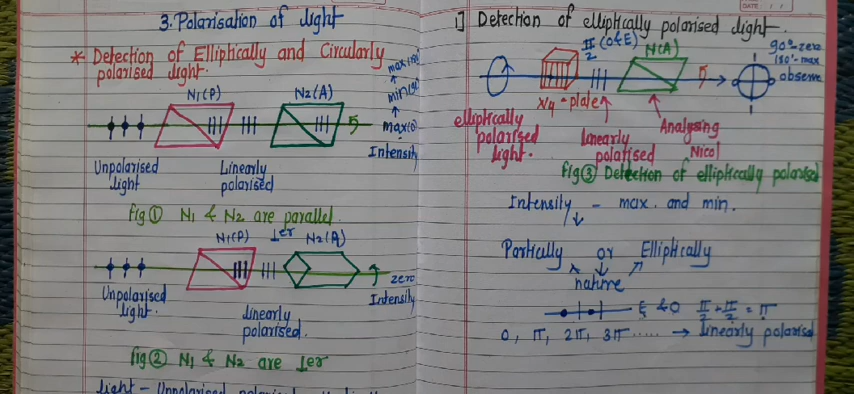 3. Polarisation of light
* Detection of Elliptically and Circularly
polarised light.
N1(P)
N2(A)
max(180°)
min(90°)
max(0)
Intensity
Unpolarised
light
Linearly
polarised
fig ① N1 & N2 are parallel.
N1(P)
⊥er
N2(A)
zero
Intensity
Unpolarised
light.
linearly
polarised.
fig ② N1 & N2 are ⊥er
i] Detection of elliptically polarised light.
π/2 (O&E)
N(A)
90°-zero
180°-max
observe
λ/4 - plate
elliptically
polarised
light.
linearly
polarised
Analysing
Nicol
fig ③ Detection of elliptically polarised
Intensity - max. and min.
Partically or Elliptically
nature
& O π/2 + π/2 = π
0, π, 2π, 3π ..... → linearly polarised
light - Unpolarised